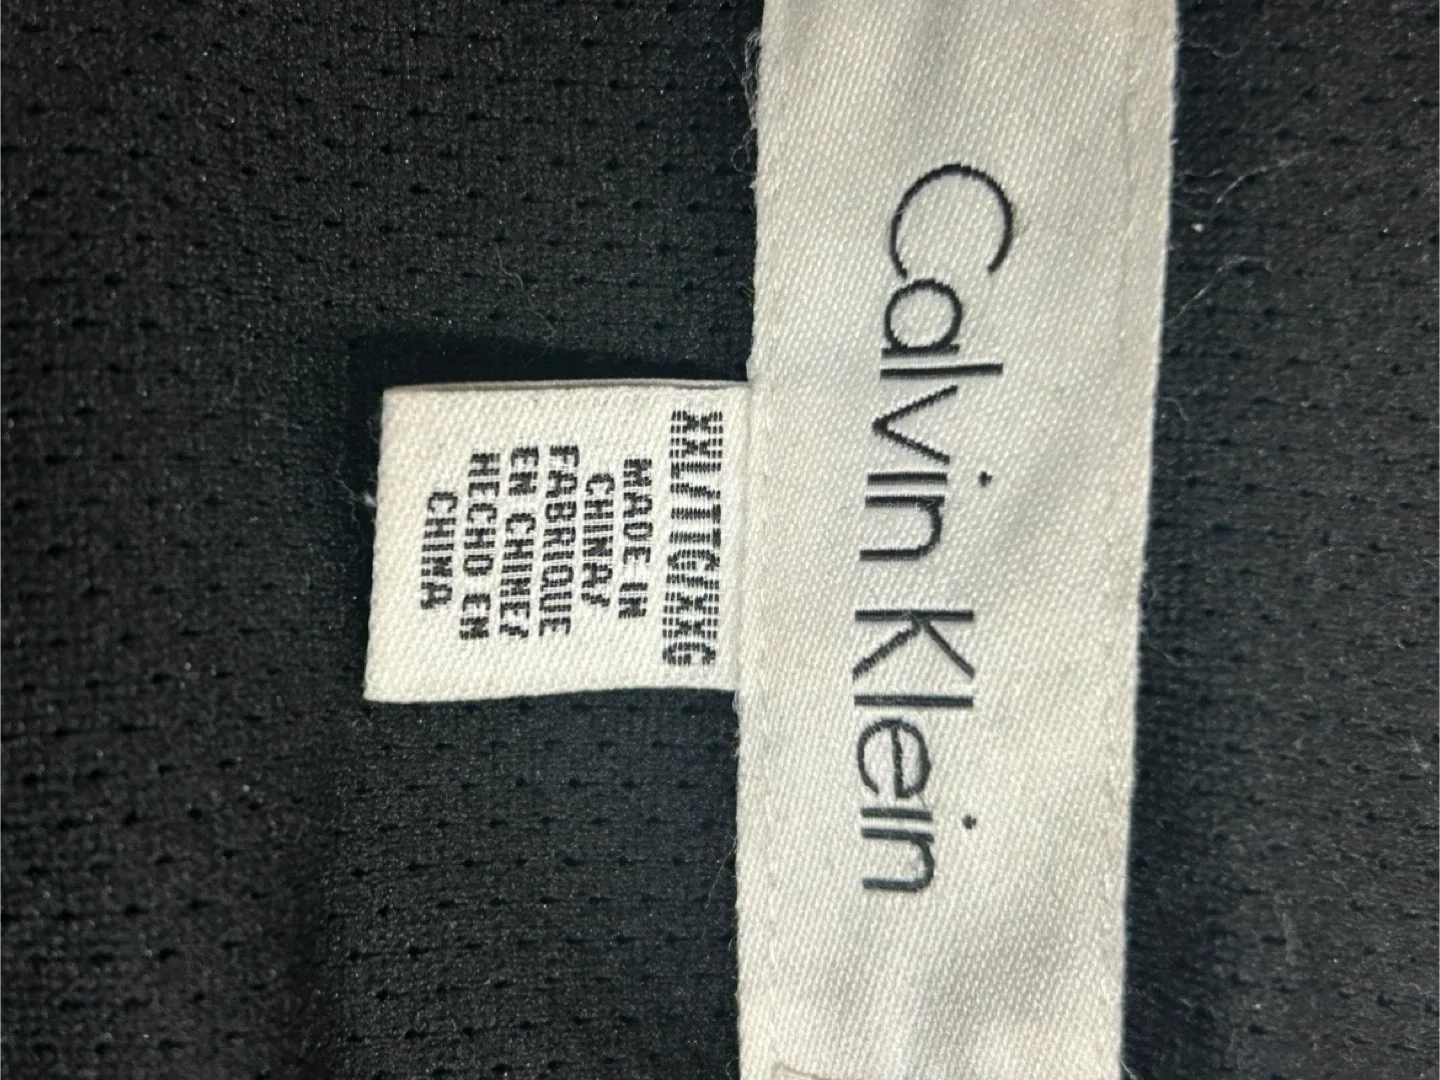 Calvin Klein
XXL/TTG/XXG
MADE IN
CHINA/
FABRIQUE
EN CHINE/
HECHO EN
CHINA